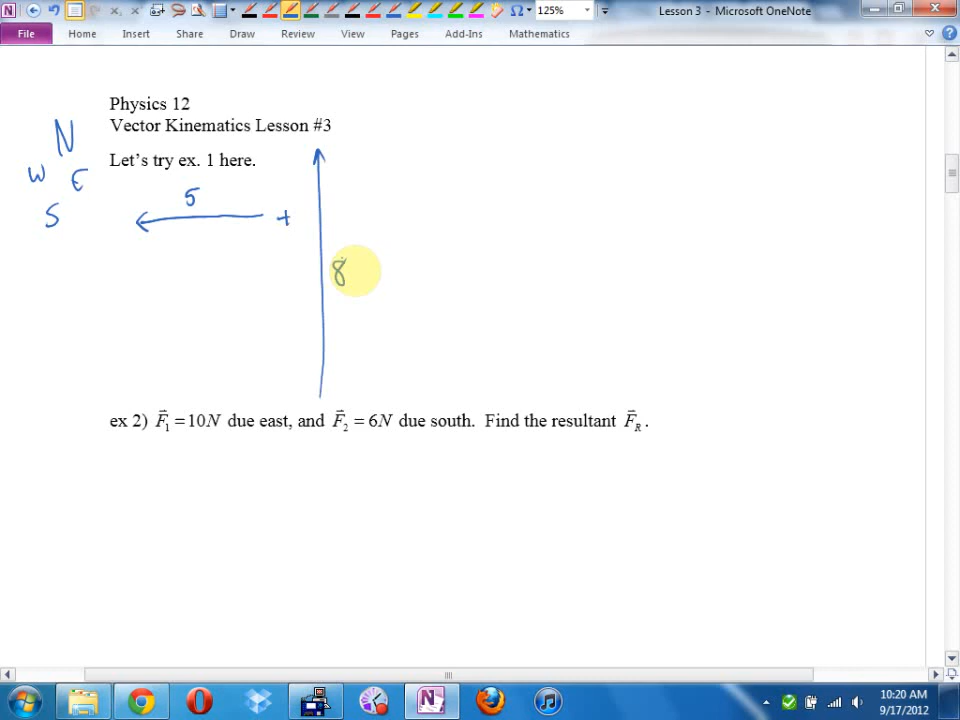 125%
Lesson 3 - Microsoft OneNote
File Home Insert Share Draw Review Pages Add-Ins Mathematics
Physics 12
Vector Kinematics Lesson #3
Let's try ex. 1 here.
N
W E
S
5
+
8
ex 2) F⃗₁ = 10N due east, and F⃗₂ = 6N due south. Find the resultant F⃗_R.
10:20 AM
9/17/2012